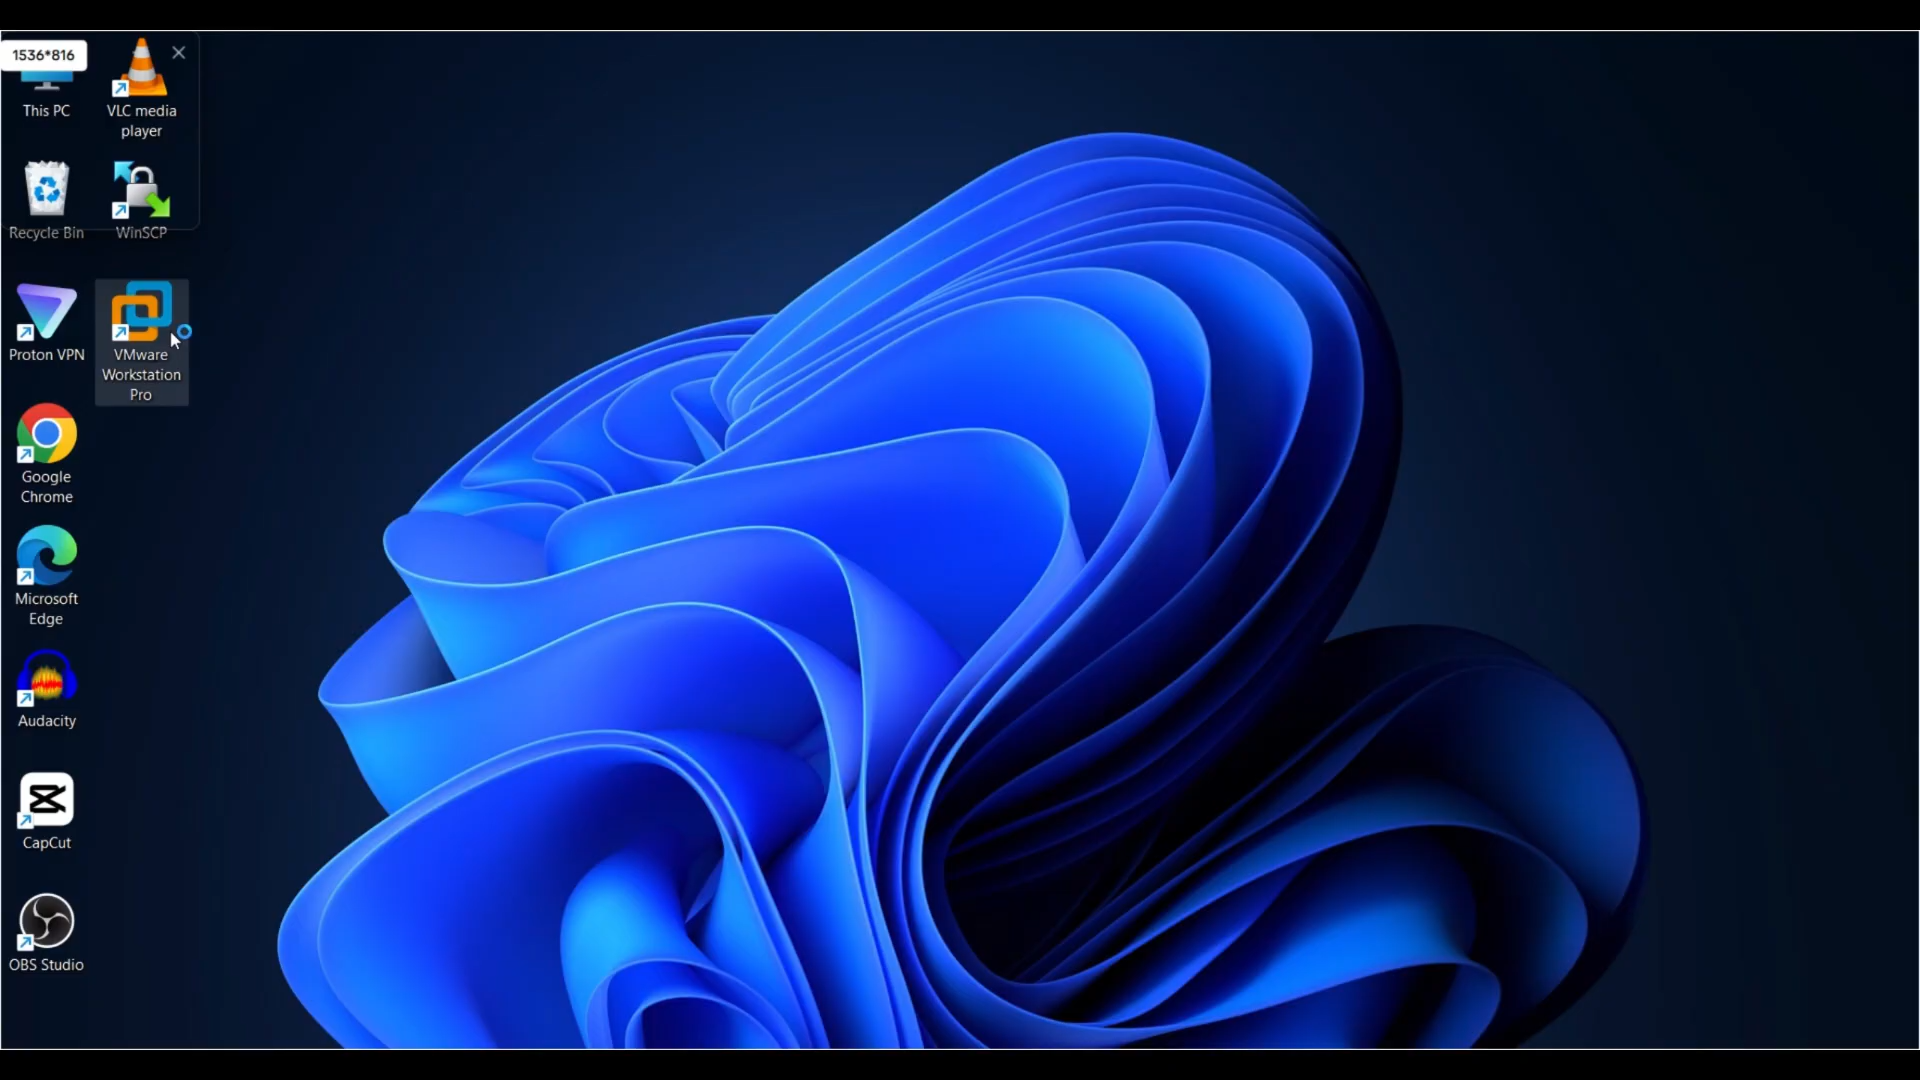 1536*816
This PC
VLC media
player
Recycle Bin
WinSCP
Proton VPN
VMware
Workstation
Pro
Google
Chrome
Microsoft
Edge
Audacity
CapCut
OBS Studio